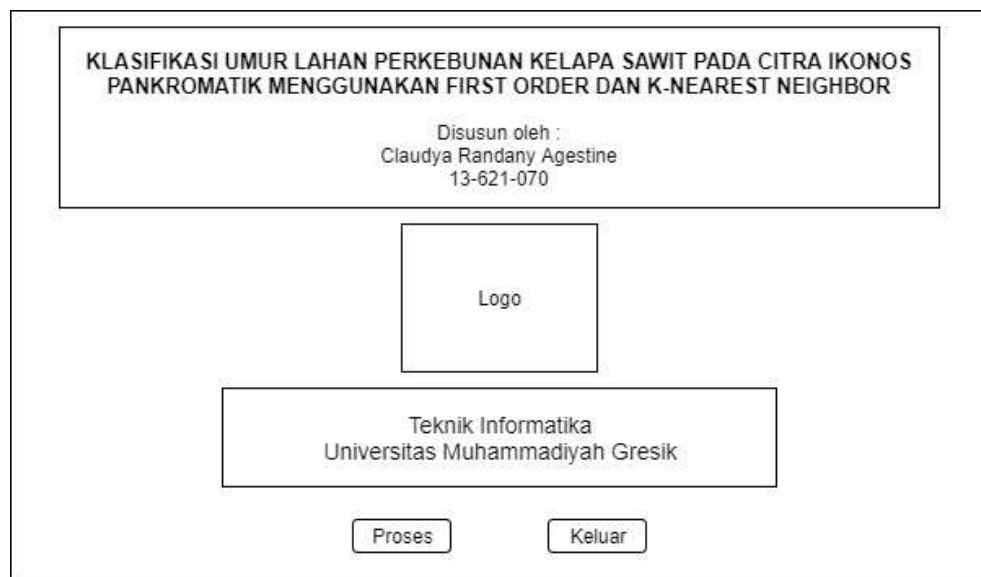 KLASIFIKASI UMUR LAHAN PERKEBUNAN KELAPA SAWIT PADA CITRA IKONOS
PANKROMATIK MENGGUNAKAN FIRST ORDER DAN K-NEAREST NEIGHBOR
Disusun oleh :
Claudya Randany Agestine
13-621-070
Logo
Teknik Informatika
Universitas Muhammadiyah Gresik
Proses
Keluar